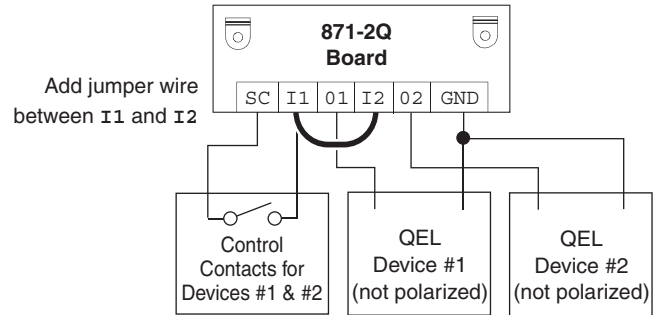 871-2Q
Board
Add jumper wire
between I1 and I2
SC I1 01 I2 02 GND
Control
Contacts for
Devices #1 & #2
QEL
Device #1
(not polarized)
QEL
Device #2
(not polarized)